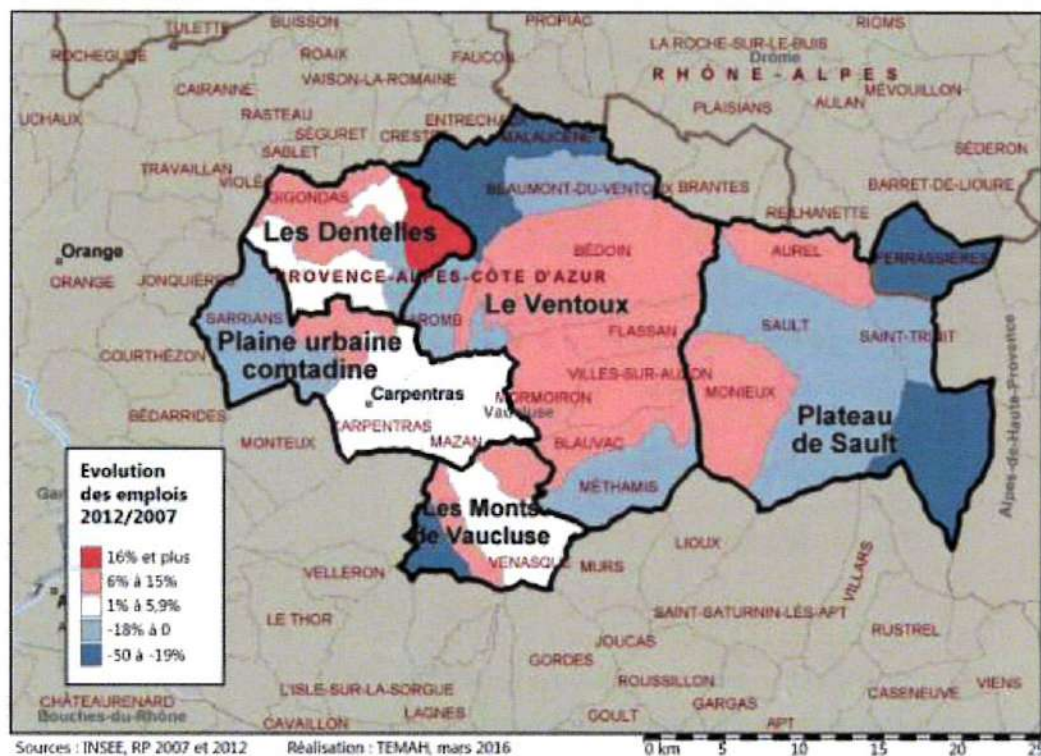 TULETTE
BUISSON
PROPIAC
RIOMS
ROCHEGUDE
ROAIX
FAUCON
LA ROCHE-SUR-LE-BUIS
Drôme
VAISON-LA-ROMAINE
RHÔNE-ALPES
CAIRANNE
MÉVOUILLON
UCHAUX
RASTEAU
ENTRECHAUX
PLAISIANS
AULAN
SÉGURET
CREST
MALAUCÈNE
SABLET
SÉDERON
TRAVAILLAN
VIOLÈ
GIGONDAS
BEAUMONT-DU-VENTOUX
BRANTES
BARRET-DE-LIOURE
REILHANETTE
Les Dentelles
Orange
BÉDOIN
AUREL
FERRASSIÈRES
ORANGE
JONQUIÈRES
PROVENCE-ALPES-CÔTE D'AZUR
Le Ventoux
SARRIANS
AROMB
FLASSAN
SAULT
SAINT-TRINIT
COURTHÉZON
Plaine urbaine
comtadine
VILLES-SUR-AUZON
Carpentras
MORMOIRON
MONIEUX
BÉDARRIDES
Vaucluse
CARPENTRAS
Plateau
de Sault
MONTEUX
MAZAN
BLAUVAC
Alpes-de-Haute-Provence
MÉTHAMIS
Les Monts
de Vaucluse
LIOUX
VELLERON
VENASQUE
MURS
VILLARS
LE THOR
SAINT-SATURNIN-LÈS-APT
RUSTREL
JOUCAS
GORDES
ROUSSILLON
VIENS
CHÂTEAURENARD
L'ISLE-SUR-LA-SORGUE
GARGAS
CASENEUVE
Bouches-du-Rhône
CAVAILLON
LAGNES
GOULT
APT
Evolution
des emplois
2012/2007
16% et plus
6% à 15%
1% à 5,9%
-18% à 0
-50 à -19%
Sources : INSEE, RP 2007 et 2012 Réalisation : TEMAH, mars 2016
0 km 5 10 15 20 25